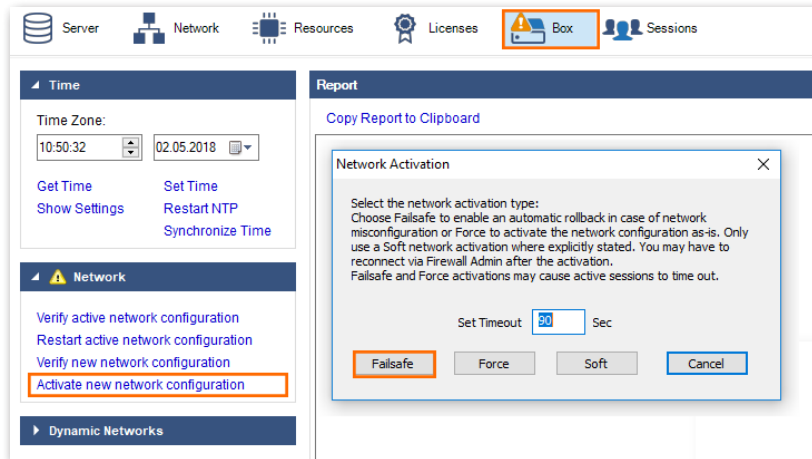 Server Network Resources Licenses Box Sessions
Time
Time Zone:
10:50:32 02.05.2018
Get Time Set Time
Show Settings Restart NTP
Synchronize Time
Network
Verify active network configuration
Restart active network configuration
Verify new network configuration
Activate new network configuration
Dynamic Networks
Report
Copy Report to Clipboard
Network Activation
Select the network activation type:
Choose Failsafe to enable an automatic rollback in case of network
misconfiguration or Force to activate the network configuration as-is. Only
use a Soft network activation where explicitly stated. You may have to
reconnect via Firewall Admin after the activation.
Failsafe and Force activations may cause active sessions to time out.
Set Timeout 90 Sec
Failsafe Force Soft Cancel